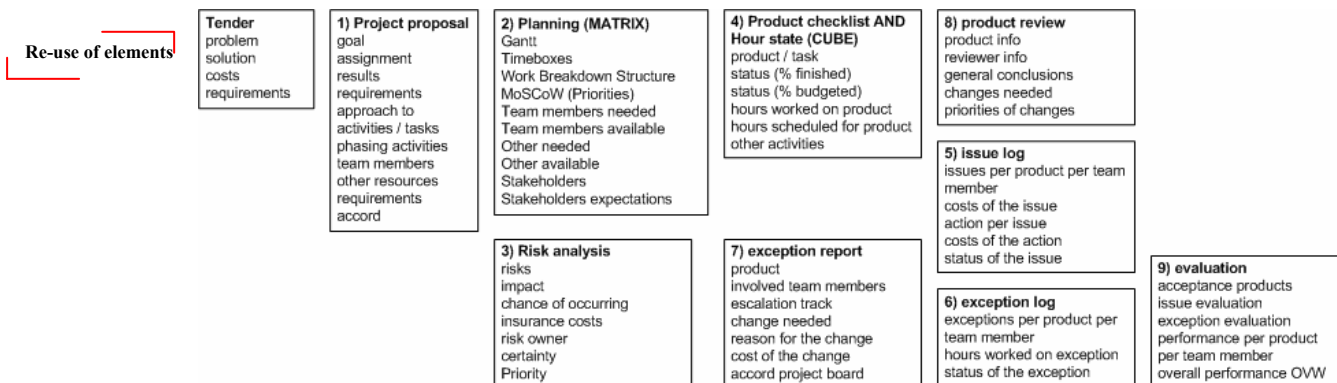 Re-use of elements
Tender
problem
solution
costs
requirements
1) Project proposal
goal
assignment
results
requirements
approach to
activities / tasks
phasing activities
team members
other resources
requirements
accord
2) Planning (MATRIX)
Gantt
Timeboxes
Work Breakdown Structure
MoSCoW (Priorities)
Team members needed
Team members available
Other needed
Other available
Stakeholders
Stakeholders expectations
3) Risk analysis
risks
impact
chance of occurring
insurance costs
risk owner
certainty
Priority
4) Product checklist AND
Hour state (CUBE)
product / task
status (% finished)
status (% budgeted)
hours worked on product
hours scheduled for product
other activities
7) exception report
product
involved team members
escalation track
change needed
reason for the change
cost of the change
accord project board
8) product review
product info
reviewer info
general conclusions
changes needed
priorities of changes
5) issue log
issues per product per team
member
costs of the issue
action per issue
costs of the action
status of the issue
6) exception log
exceptions per product per
team member
hours worked on exception
status of the exception
9) evaluation
acceptance products
issue evaluation
exception evaluation
performance per product
per team member
overall performance OVW